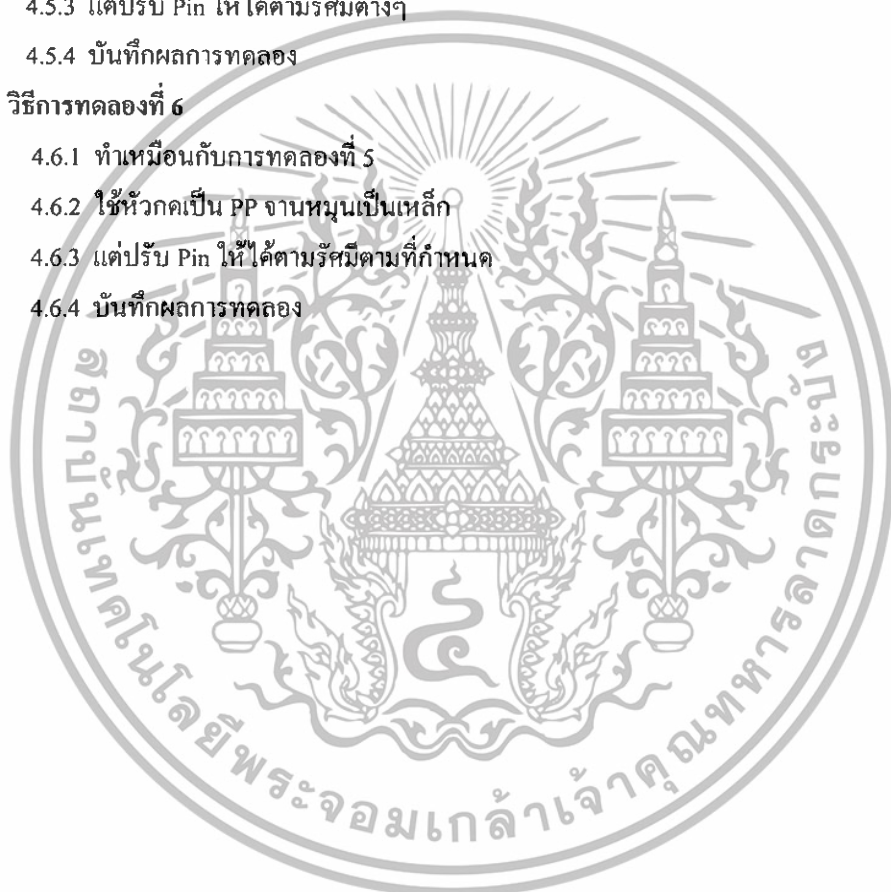 4.5.3 แต่ปรับ Pin ให้ได้ตามรัศมีต่างๆ
4.5.4 บันทึกผลการทดลอง
วิธีการทดลองที่ 6
4.6.1 ทำเหมือนกับการทดลองที่ 5
4.6.2 ใช้หัวกดเป็น PP จานหมุนเป็นเหล็ก
4.6.3 แต่ปรับ Pin ให้ได้ตามรัศมีตามที่กำหนด
4.6.4 บันทึกผลการทดลอง
สถาบันเทคโนโลยีพระจอมเกล้าเจ้าคุณทหารลาดกระบัง